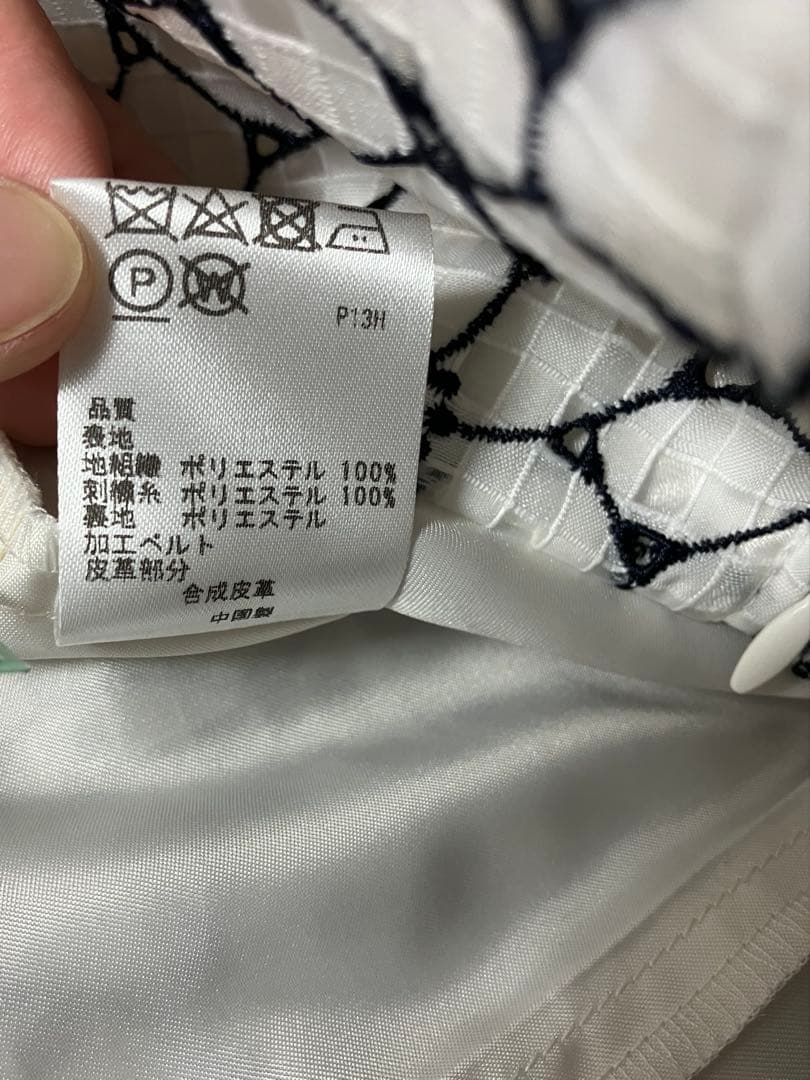 P
W
P13H
品質
表地
地組織 ポリエステル 100%
刺繍糸 ポリエステル 100%
裏地 ポリエステル
加工ベルト
皮革部分
合成皮革
中国製